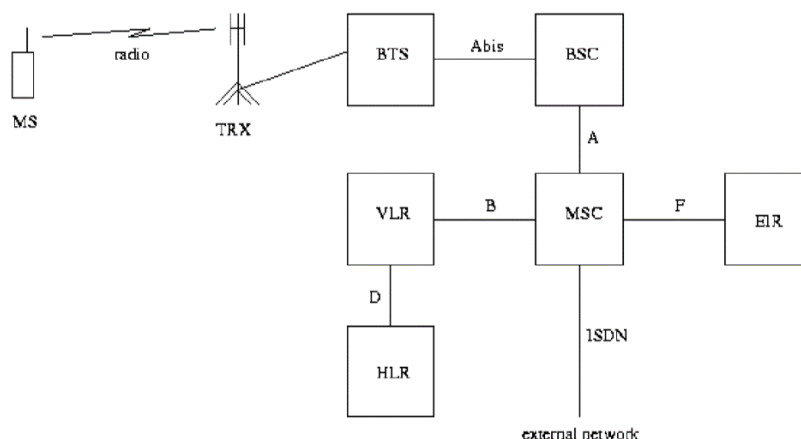 BTS
Abis
BSC
radio
MS
TRX
A
VLR
B
MSC
F
EIR
D
HLR
ISDN
external network